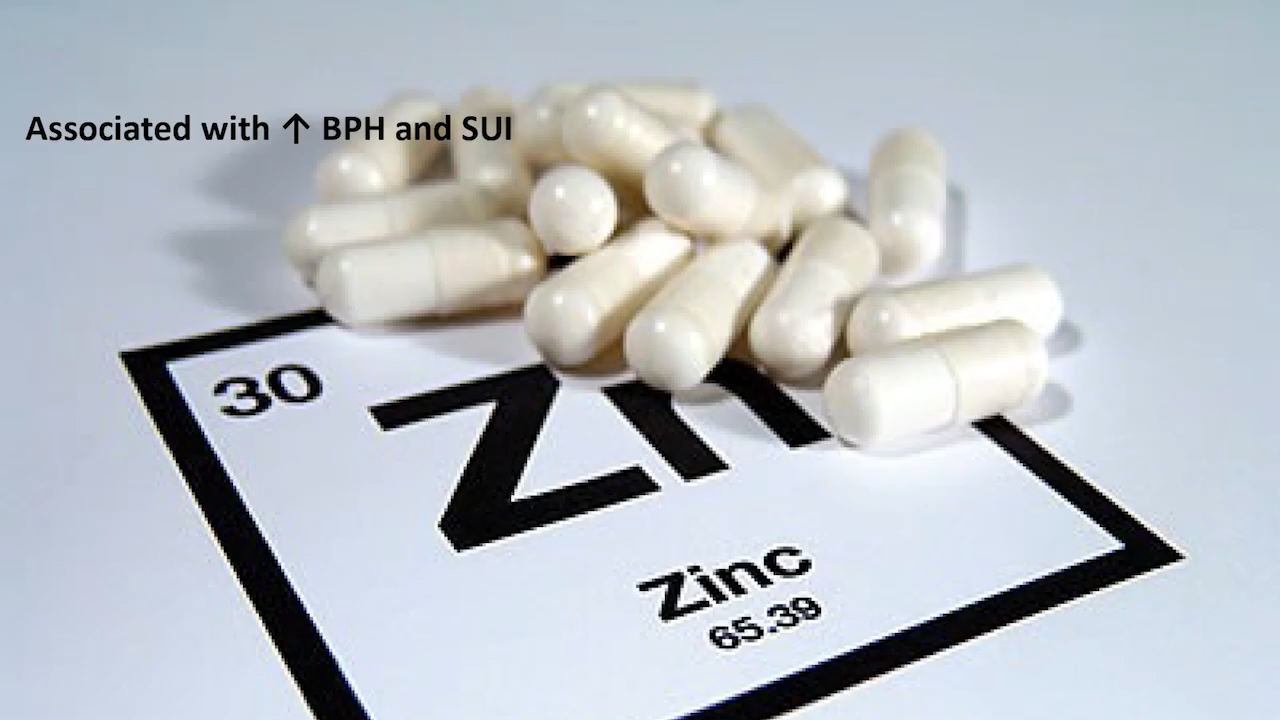 Associated with ↑ BPH and SUI
30
Zn
Zinc
65.39